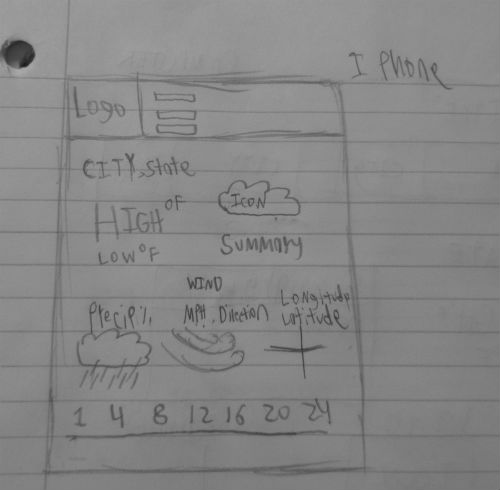 I Phone
Logo
CITY, state
HIGH °F
ICON
LOW °F
Summary
WIND
Precip %
MPH, Direction
Longitude
Latitude
1 4 8 12 16 20 24